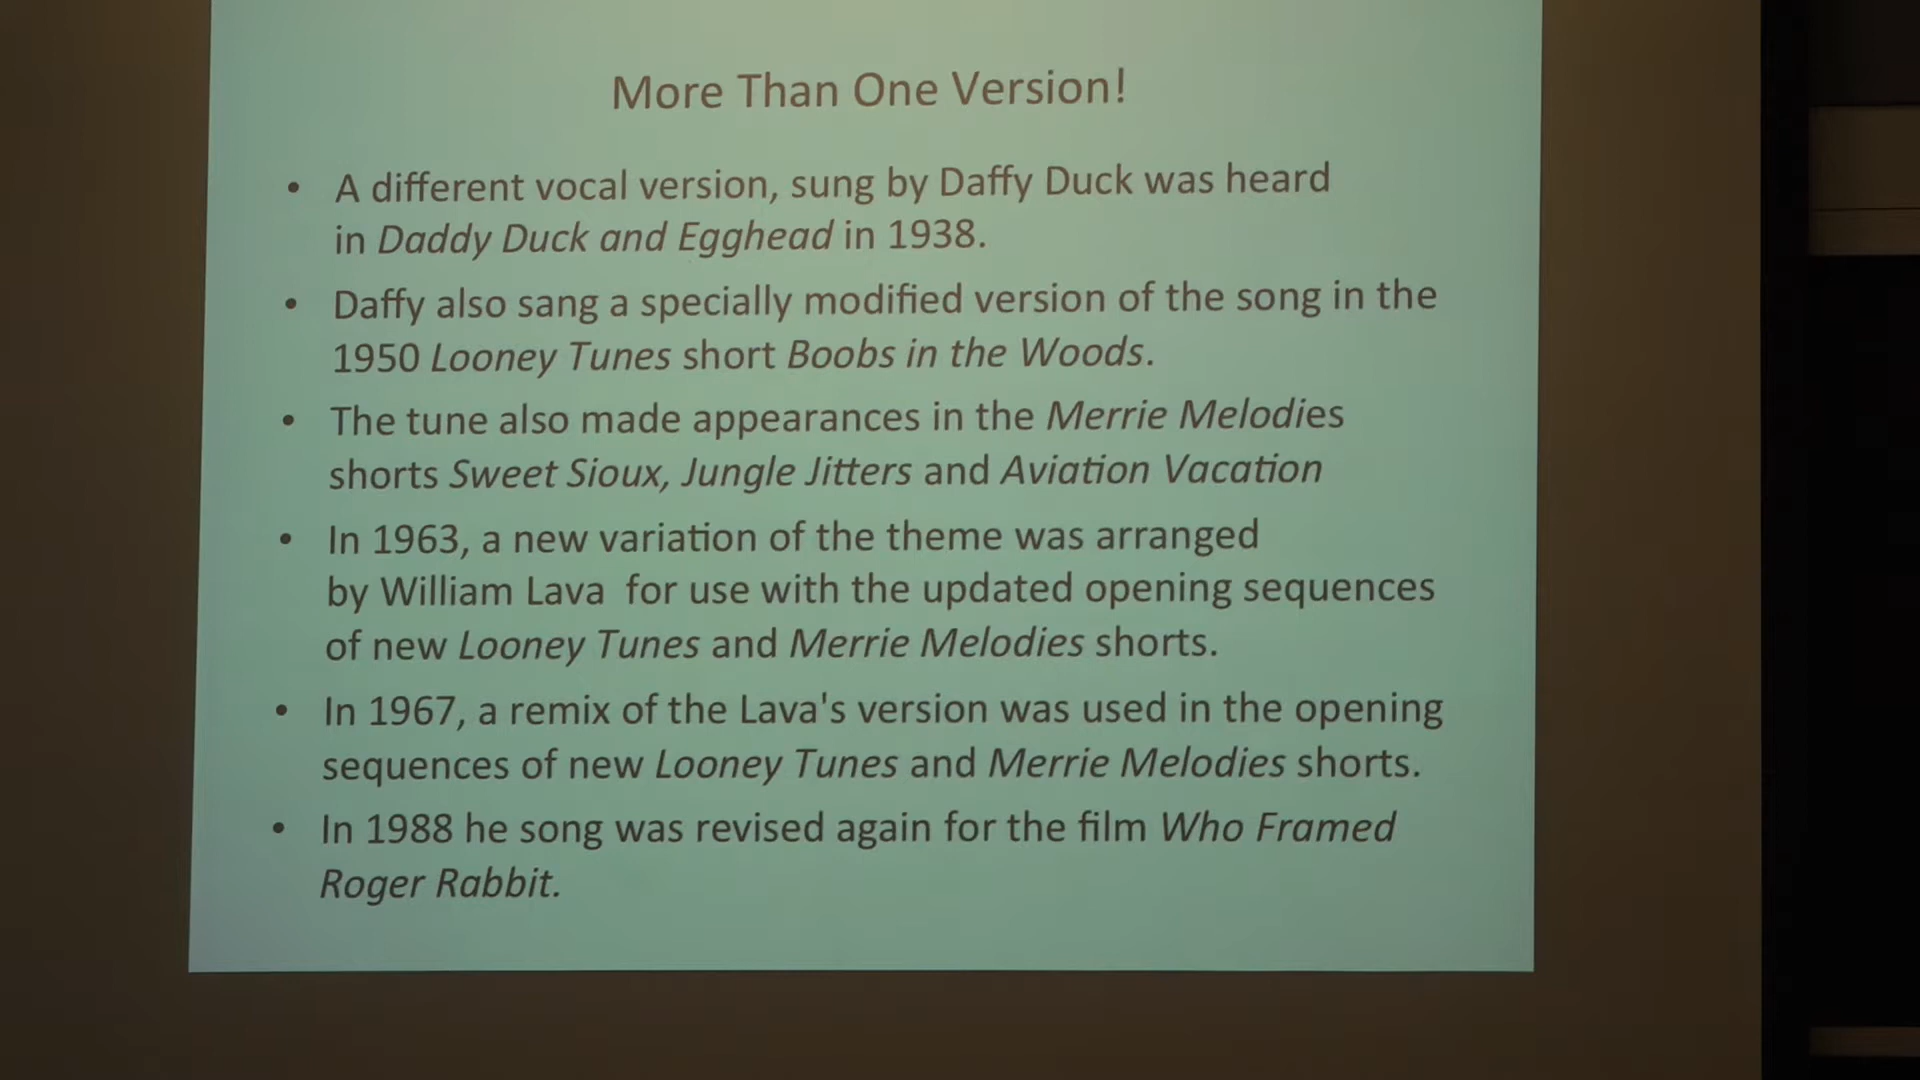 More Than One Version!
• A different vocal version, sung by Daffy Duck was heard
in Daddy Duck and Egghead in 1938.
• Daffy also sang a specially modified version of the song in the
1950 Looney Tunes short Boobs in the Woods.
• The tune also made appearances in the Merrie Melodies
shorts Sweet Sioux, Jungle Jitters and Aviation Vacation
• In 1963, a new variation of the theme was arranged
by William Lava for use with the updated opening sequences
of new Looney Tunes and Merrie Melodies shorts.
• In 1967, a remix of the Lava's version was used in the opening
sequences of new Looney Tunes and Merrie Melodies shorts.
• In 1988 he song was revised again for the film Who Framed
Roger Rabbit.